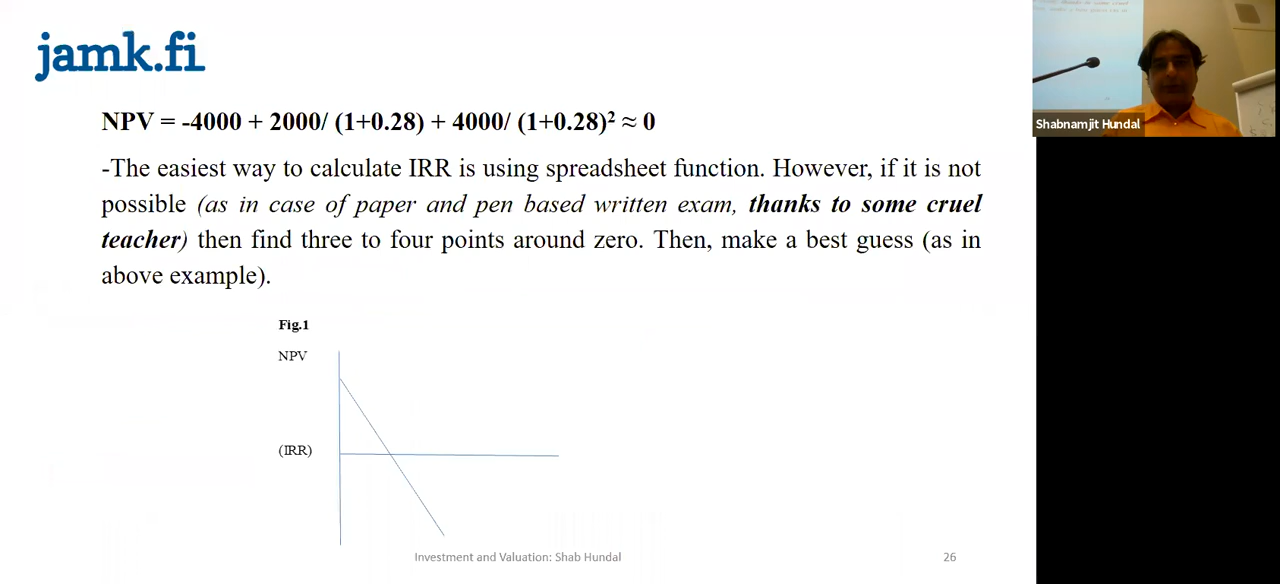 jamk.fi
NPV = -4000 + 2000/ (1+0.28) + 4000/ (1+0.28)² ≈ 0
-The easiest way to calculate IRR is using spreadsheet function. However, if it is not
possible (as in case of paper and pen based written exam, thanks to some cruel
teacher) then find three to four points around zero. Then, make a best guess (as in
above example).
Fig.1
NPV
(IRR)
Investment and Valuation: Shab Hundal
26
Shabnamjit Hundal